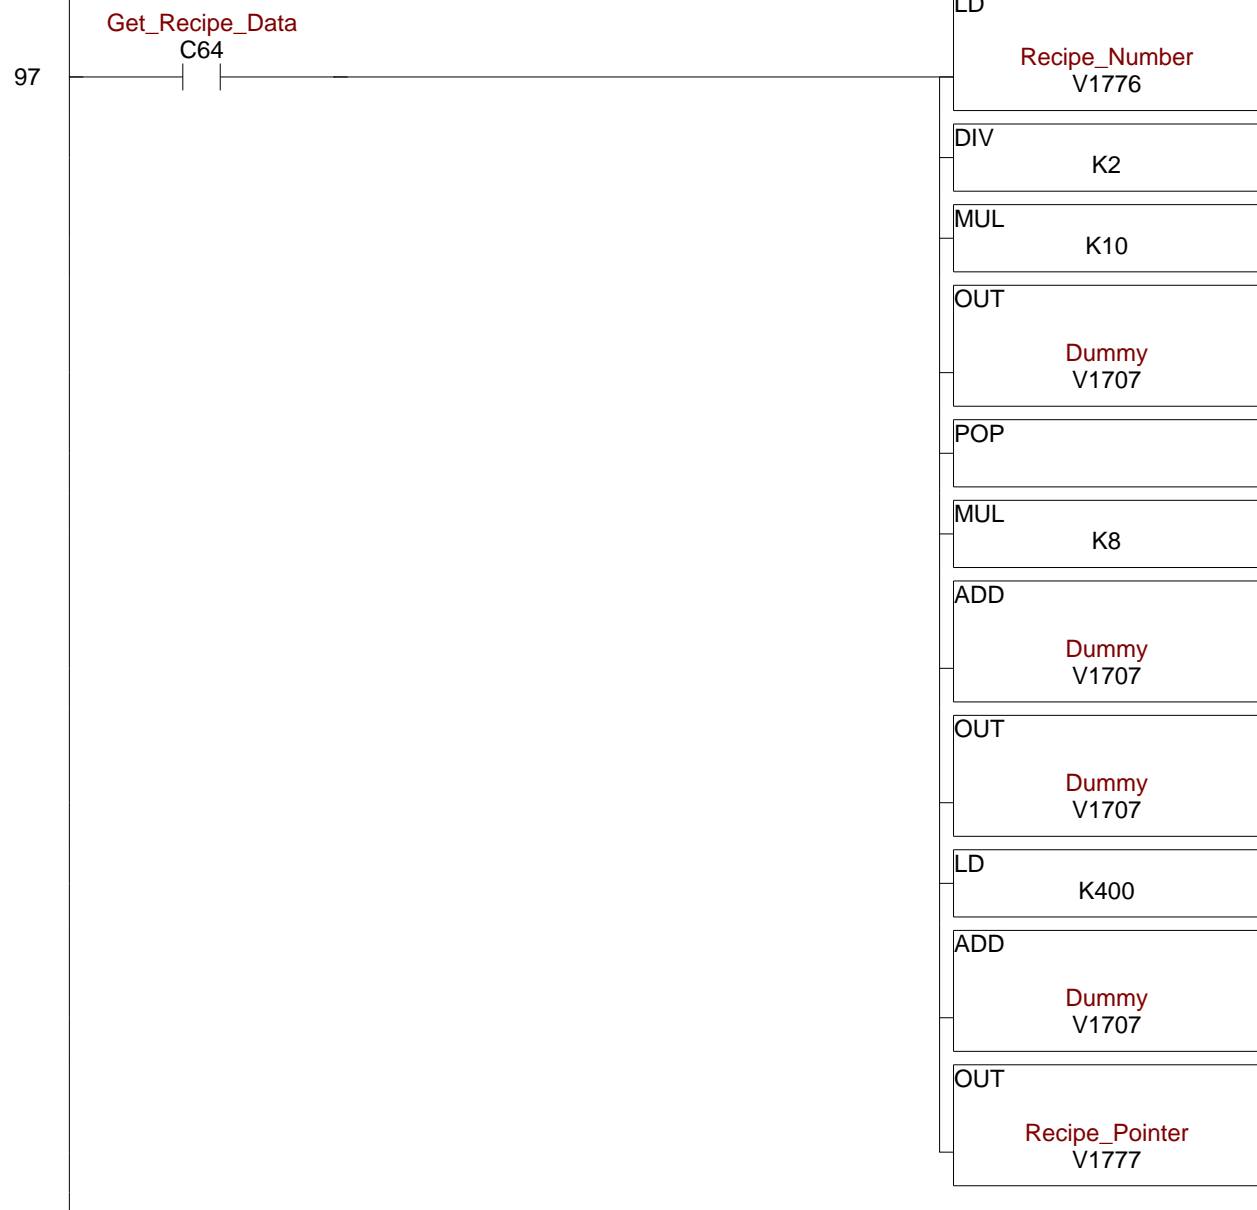 Get_Recipe_Data
C64
97
LD
Recipe_Number
V1776
DIV
K2
MUL
K10
OUT
Dummy
V1707
POP
MUL
K8
ADD
Dummy
V1707
OUT
Dummy
V1707
LD
K400
ADD
Dummy
V1707
OUT
Recipe_Pointer
V1777